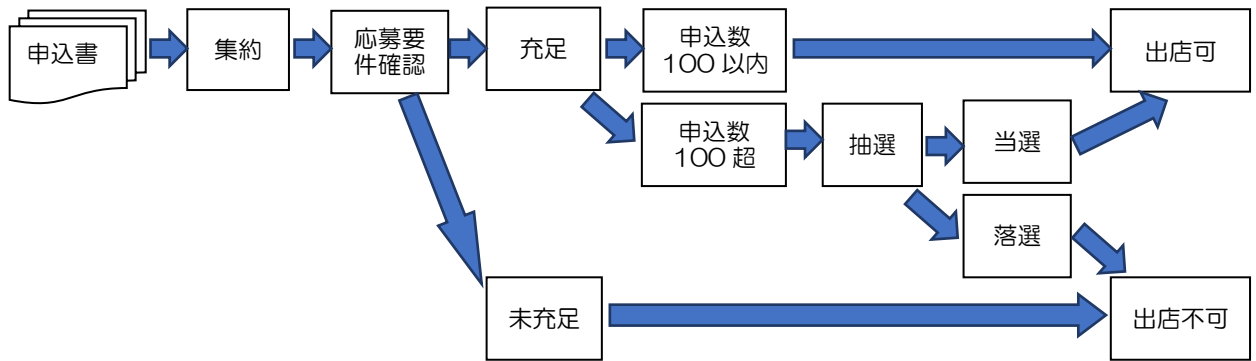 申込書
集約
応募要
件確認
充足
申込数
100 以内
出店可
申込数
100 超
抽選
当選
落選
未充足
出店不可